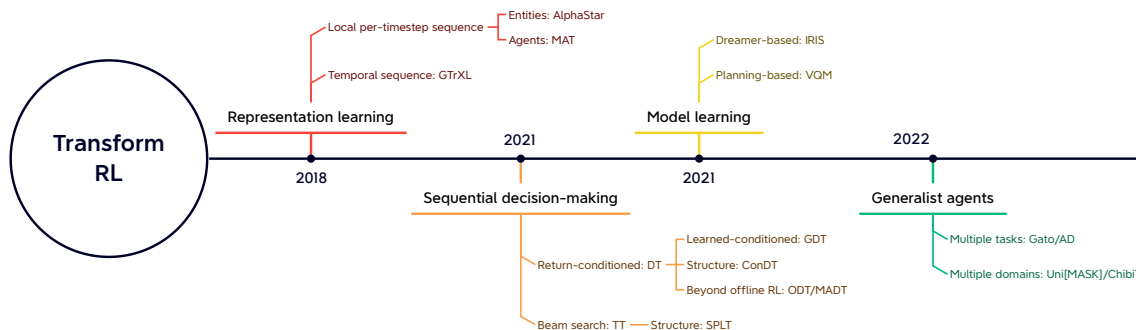 Transform
RL
Local per-timestep sequence
Entities: AlphaStar
Agents: MAT
Temporal sequence: GTrXL
Representation learning
2018
2021
Sequential decision-making
Return-conditioned: DT
Learned-conditioned: GDT
Structure: ConDT
Beyond offline RL: ODT/MADT
Beam search: TT
Structure: SPLT
Dreamer-based: IRIS
Planning-based: VQM
Model learning
2021
2022
Generalist agents
Multiple tasks: Gato/AD
Multiple domains: Uni[MASK]/ChibiT